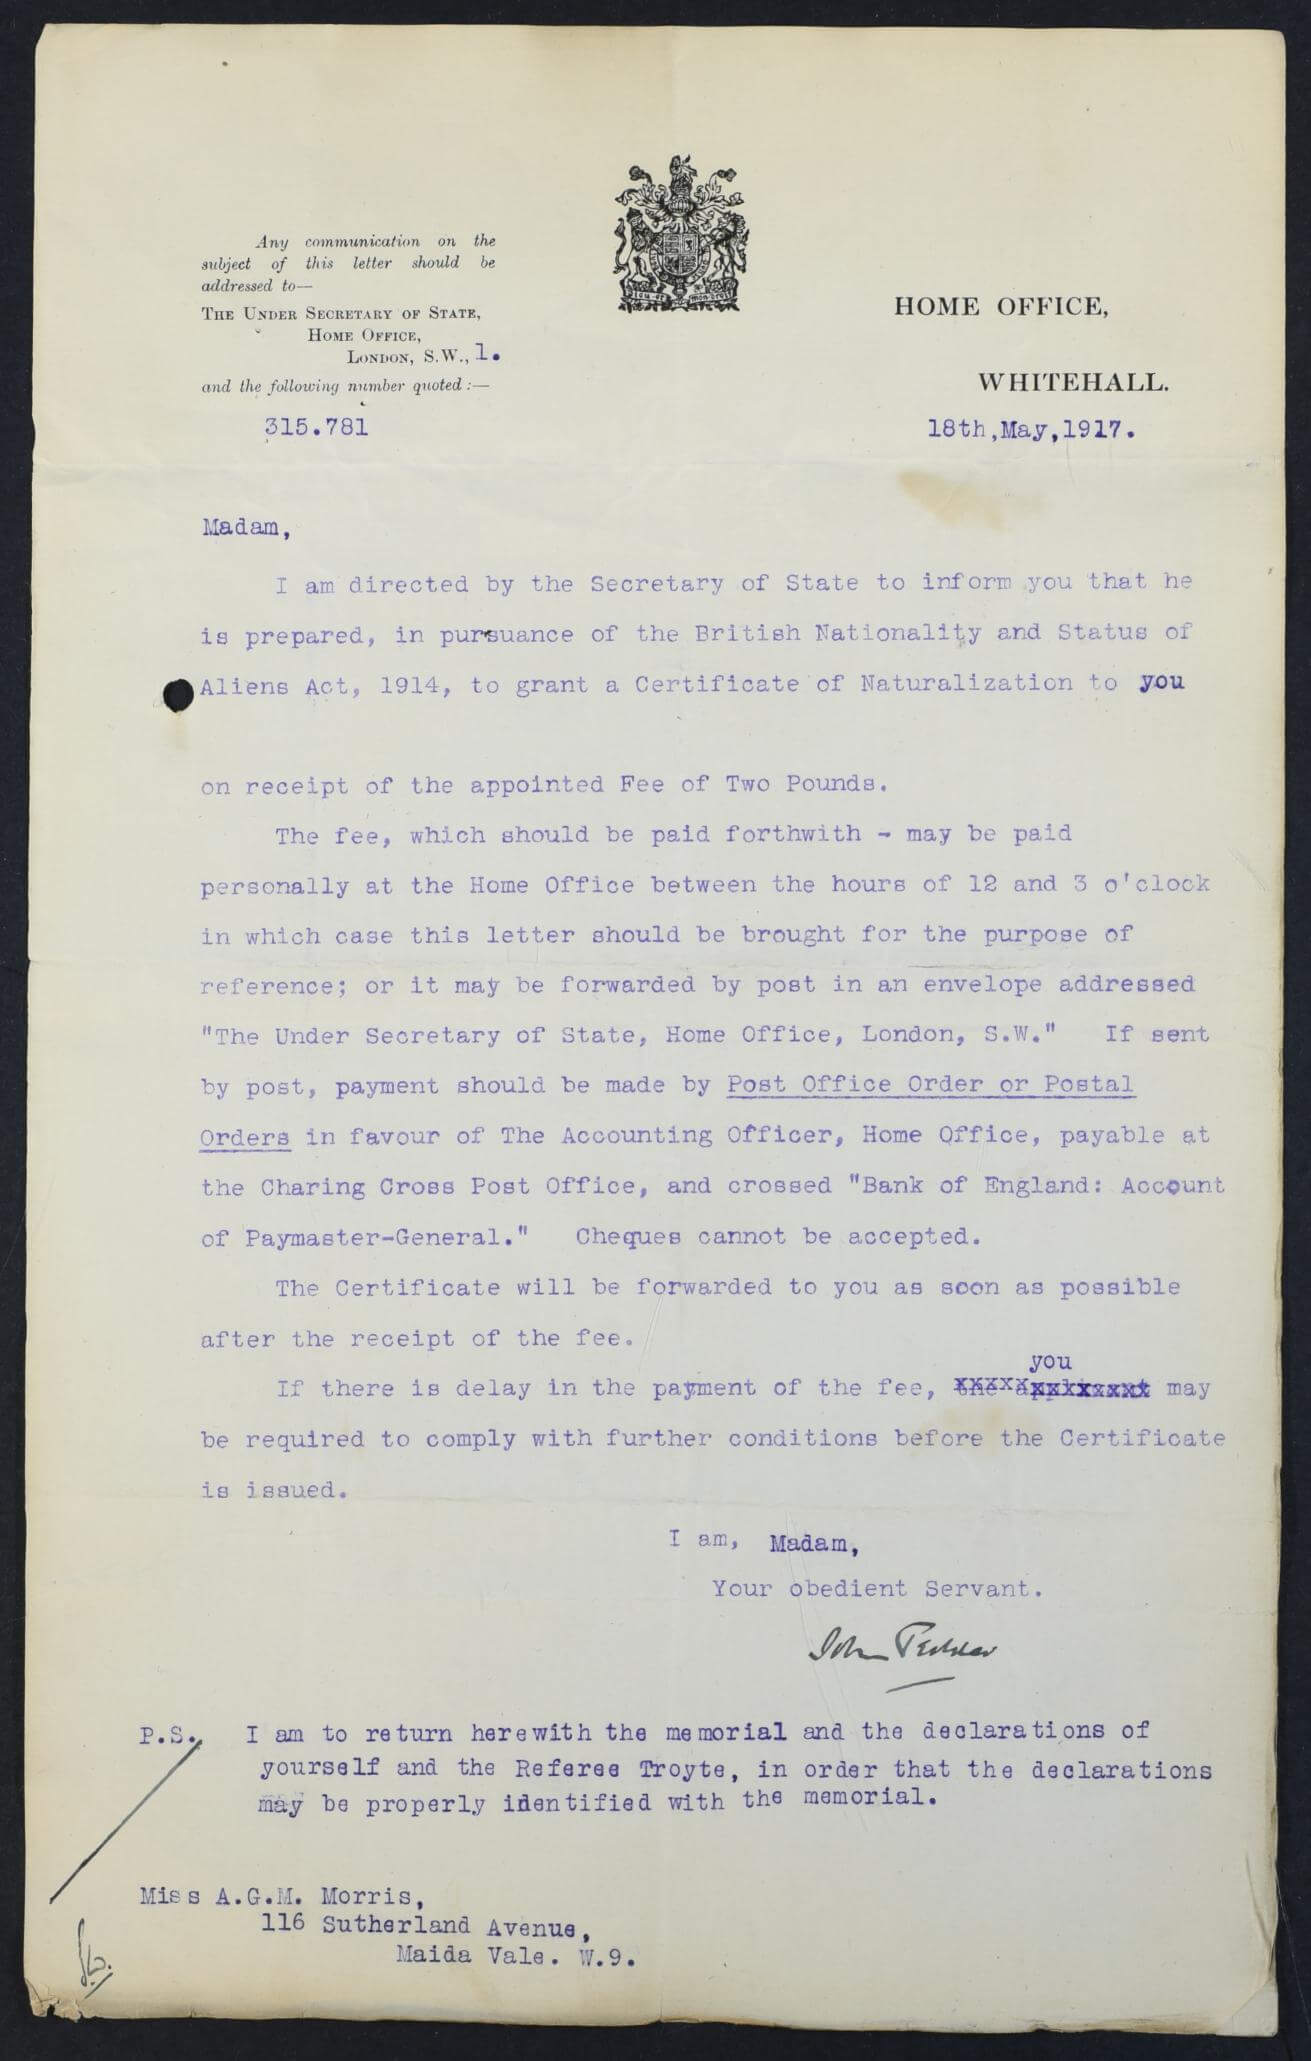 Any communication on the
subject of this letter should be
addressed to—
THE UNDER SECRETARY OF STATE,
HOME OFFICE,
LONDON, S.W., 1.
and the following number quoted :—
315.781
HOME OFFICE,
WHITEHALL.
18th,May,1917.
Madam,
I am directed by the Secretary of State to inform you that he
is prepared, in pursuance of the British Nationality and Status of
Aliens Act, 1914, to grant a Certificate of Naturalization to you
on receipt of the appointed Fee of Two Pounds.
The fee, which should be paid forthwith - may be paid
personally at the Home Office between the hours of 12 and 3 o'clock
in which case this letter should be brought for the purpose of
reference; or it may be forwarded by post in an envelope addressed
"The Under Secretary of State, Home Office, London, S.W." If sent
by post, payment should be made by Post Office Order or Postal
Orders in favour of The Accounting Officer, Home Office, payable at
the Charing Cross Post Office, and crossed "Bank of England: Account
of Paymaster-General." Cheques cannot be accepted.
The Certificate will be forwarded to you as soon as possible
after the receipt of the fee.
you
If there is delay in the payment of the fee, may
be required to comply with further conditions before the Certificate
is issued.
I am, Madam,
Your obedient Servant.
John Pedder
P.S. I am to return herewith the memorial and the declarations of
yourself and the Referee Troyte, in order that the declarations
may be properly identified with the memorial.
Miss A.G.M. Morris,
116 Sutherland Avenue,
Maida Vale. W.9.